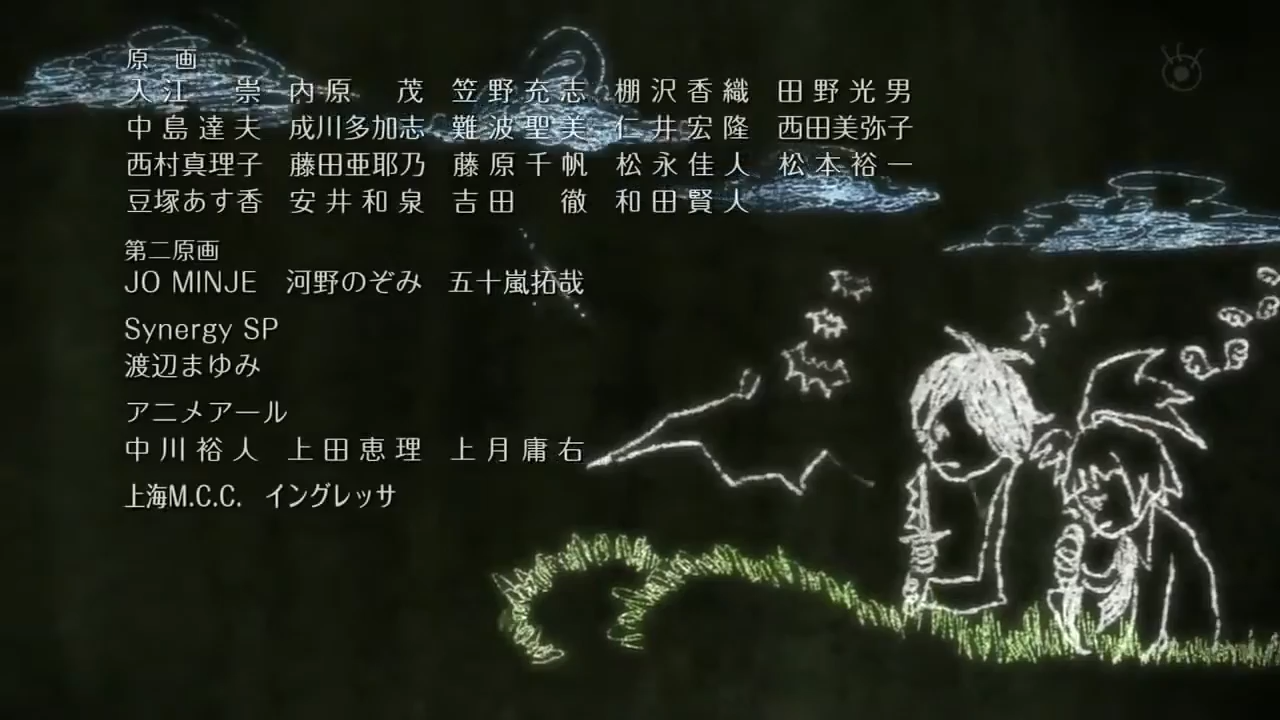 原 画
入江 崇 内原 茂 笠野充志 棚沢香織 田野光男
中島達夫 成川多加志 難波聖美 仁井宏隆 西田美弥子
西村真理子 藤田亜耶乃 藤原千帆 松永佳人 松本裕一
豆塚あす香 安井和泉 吉田 徹 和田賢人
第二原画
JO MINJE 河野のぞみ 五十嵐拓哉
Synergy SP
渡辺まゆみ
アニメアール
中川裕人 上田恵理 上月庸右
上海M.C.C. イングレッサ